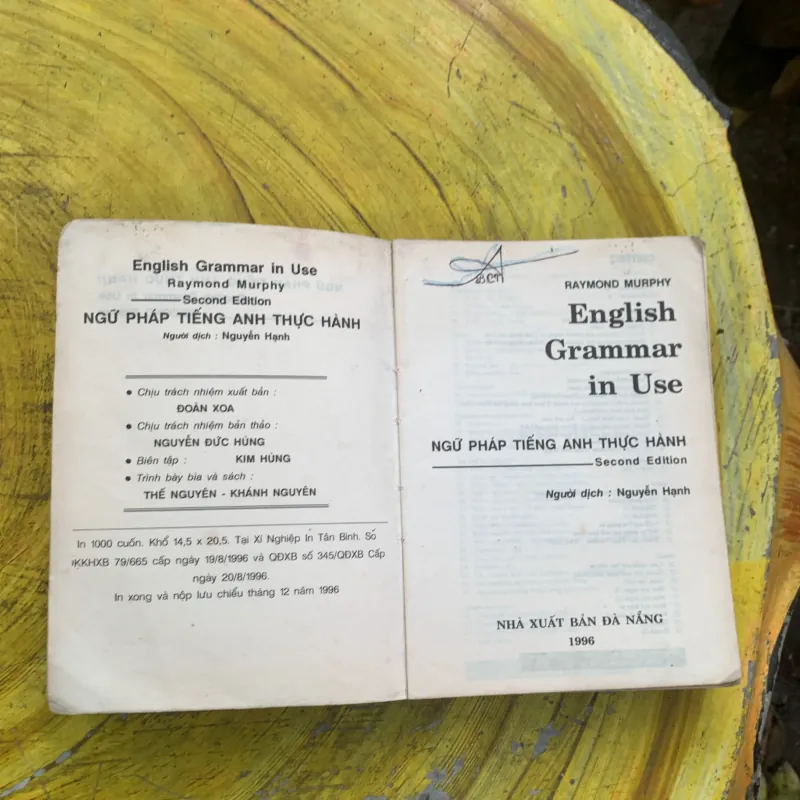 English Grammar in Use
Raymond Murphy
Second Edition
NGỮ PHÁP TIẾNG ANH THỰC HÀNH
Người dịch : Nguyễn Hạnh
• Chịu trách nhiệm xuất bản :
ĐOÀN XOA
• Chịu trách nhiệm bản thảo :
NGUYỄN ĐỨC HÙNG
• Biên tập : KIM HÙNG
• Trình bày bìa và sách :
THẾ NGUYÊN - KHÁNH NGUYÊN
In 1000 cuốn. Khổ 14,5 x 20,5. Tại Xí Nghiệp In Tân Bình. Số
KKHXB 79/665 cấp ngày 19/8/1996 và QĐXB số 345/QĐXB Cấp
ngày 20/8/1996.
In xong và nộp lưu chiểu tháng 12 năm 1996
RAYMOND MURPHY
English
Grammar
in Use
NGỮ PHÁP TIẾNG ANH THỰC HÀNH
Second Edition
Người dịch : Nguyễn Hạnh
NHÀ XUẤT BẢN ĐÀ NẴNG
1996